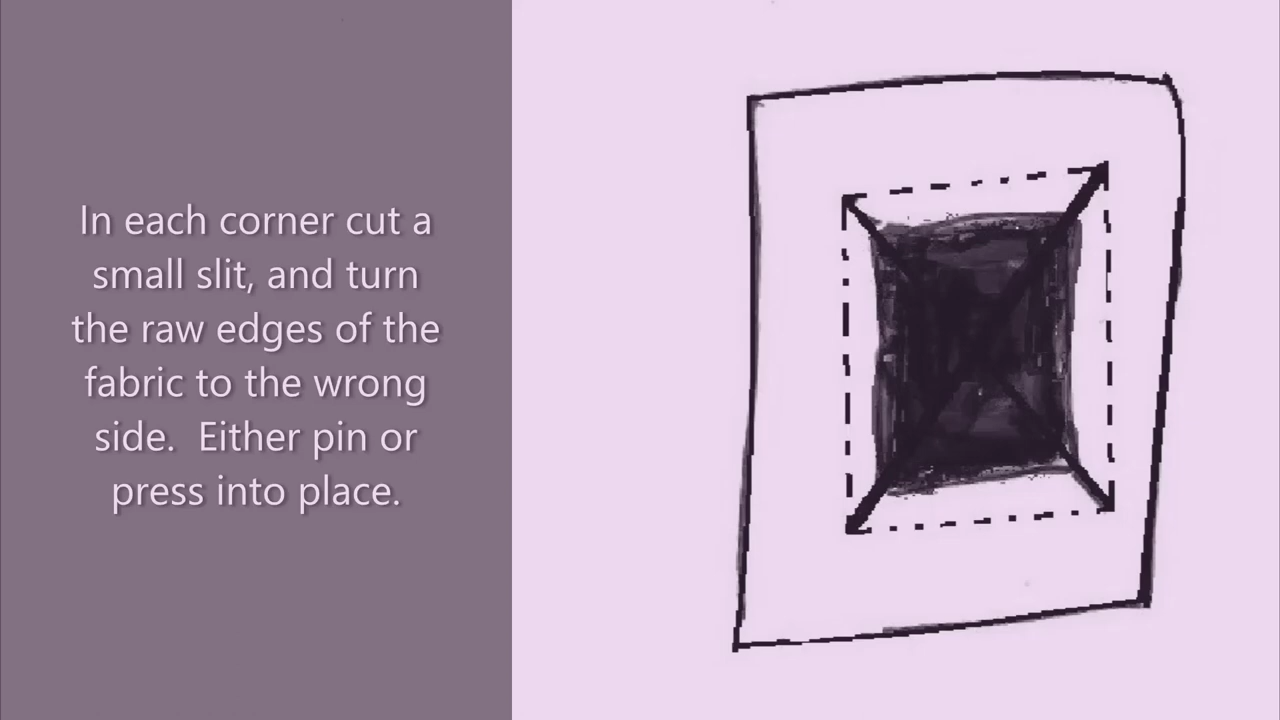 In each corner cut a
small slit, and turn
the raw edges of the
fabric to the wrong
side.  Either pin or
press into place.